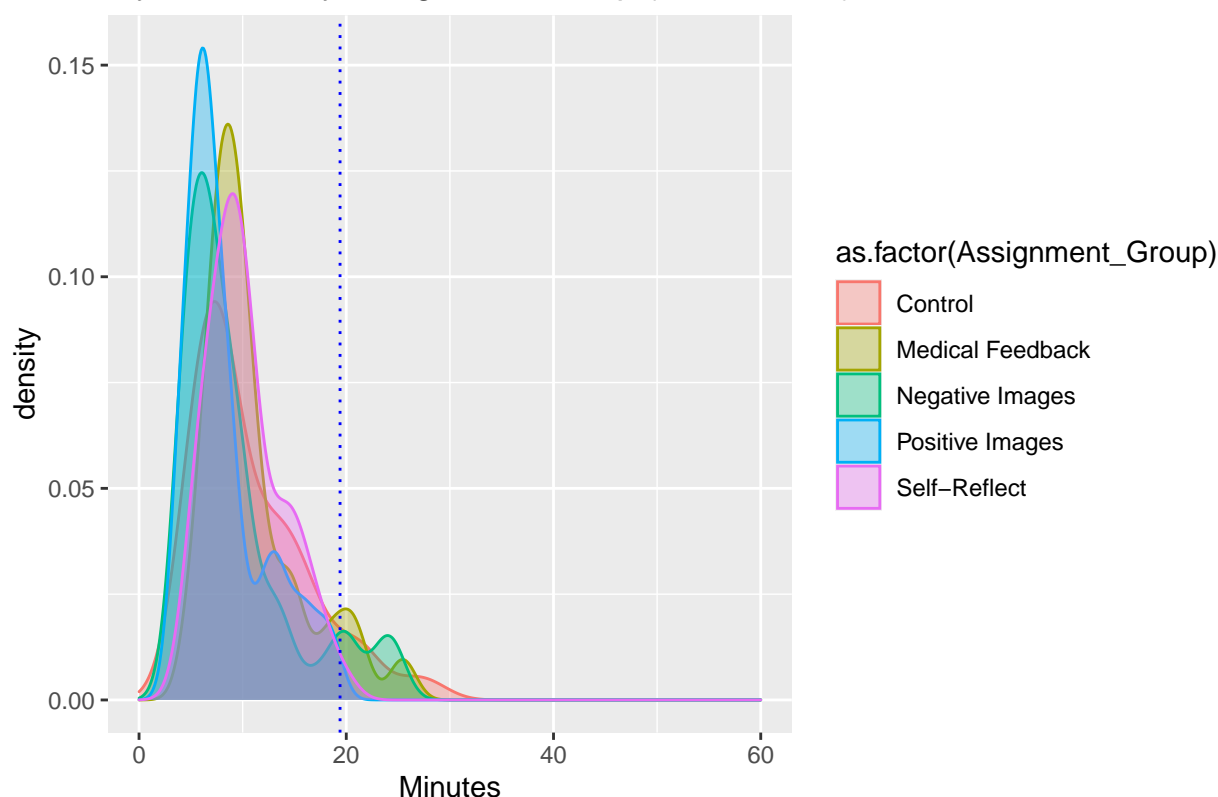 0.15
0.10
0.05
0.00
density
0
20
40
60
Minutes
as.factor(Assignment_Group)
Control
Medical Feedback
Negative Images
Positive Images
Self−Reflect